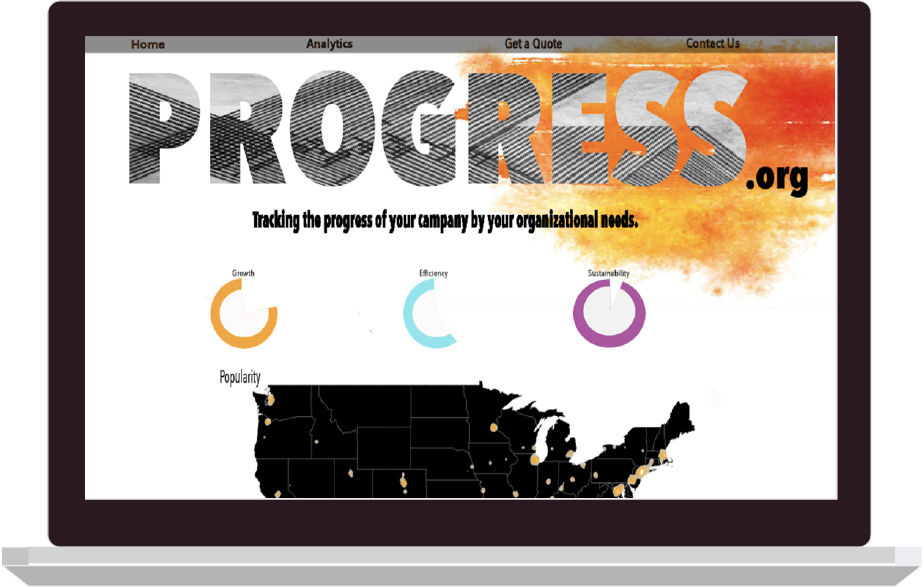 Home Analytics Get a Quote Contact Us
PROGRESS
.org
Tracking the progress of your campany by your organizational needs.
Growth Efficiency Sustainability
Popularity